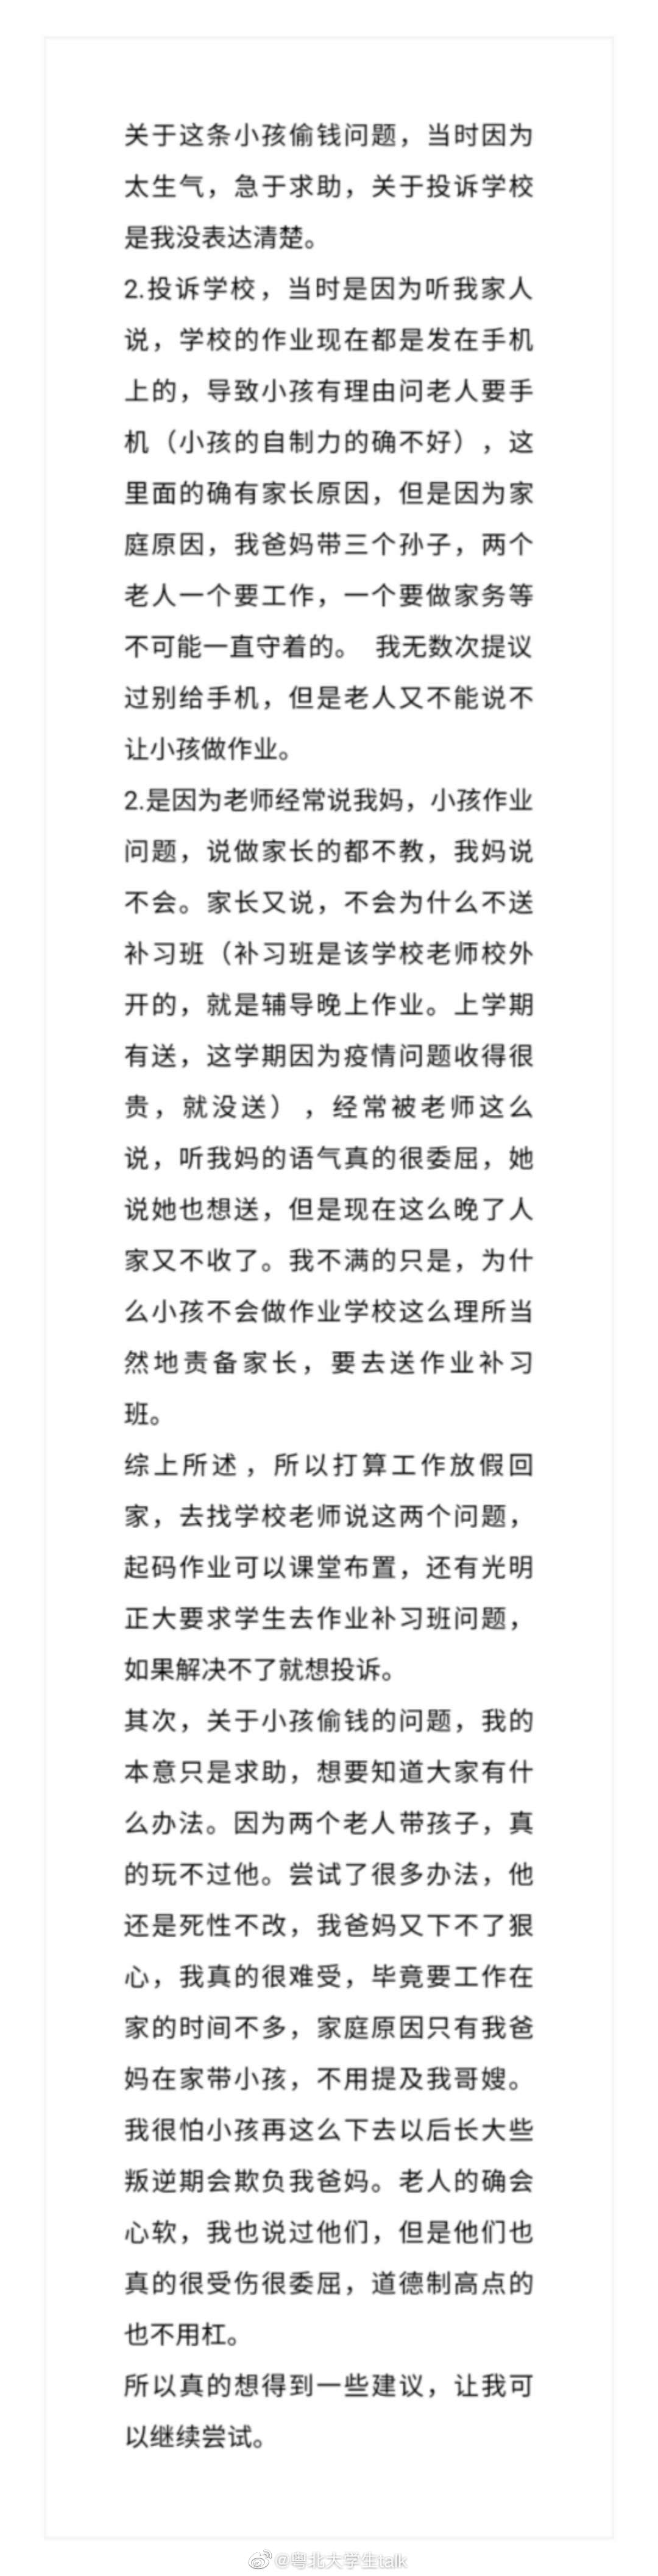 关于这条小孩偷钱问题，当时因为
太生气，急于求助，关于投诉学校
是我没表达清楚。
2.投诉学校，当时是因为听我家人
说，学校的作业现在都是发在手机
上的，导致小孩有理由问老人要手
机（小孩的自制力的确不好），这
里面的确有家长原因，但是因为家
庭原因，我爸妈带三个孙子，两个
老人一个要工作，一个要做家务等
不可能一直守着的。 我无数次提议
过别给手机，但是老人又不能说不
让小孩做作业。
2.是因为老师经常说我妈，小孩作业
问题，说做家长的都不教，我妈说
不会。家长又说，不会为什么不送
补习班（补习班是该学校老师校外
开的，就是辅导晚上作业。上学期
有送，这学期因为疫情问题收得很
贵，就没送），经常被老师这么
说，听我妈的语气真的很委屈，她
说她也想送，但是现在这么晚了人
家又不收了。我不满的只是，为什
么小孩不会做作业学校这么理所当
然地责备家长，要去送作业补习
班。
综上所述，所以打算工作放假回
家，去找学校老师说这两个问题，
起码作业可以课堂布置，还有光明
正大要求学生去作业补习班问题，
如果解决不了就想投诉。
其次，关于小孩偷钱的问题，我的
本意只是求助，想要知道大家有什
么办法。因为两个老人带孩子，真
的玩不过他。尝试了很多办法，他
还是死性不改，我爸妈又下不了狠
心，我真的很难受，毕竟要工作在
家的时间不多，家庭原因只有我爸
妈在家带小孩，不用提及我哥嫂。
我很怕小孩再这么下去以后长大些
叛逆期会欺负我爸妈。老人的确会
心软，我也说过他们，但是他们也
真的很受伤很委屈，道德制高点的
也不用杠。
所以真的想得到一些建议，让我可
以继续尝试。
@粤北大学生talk